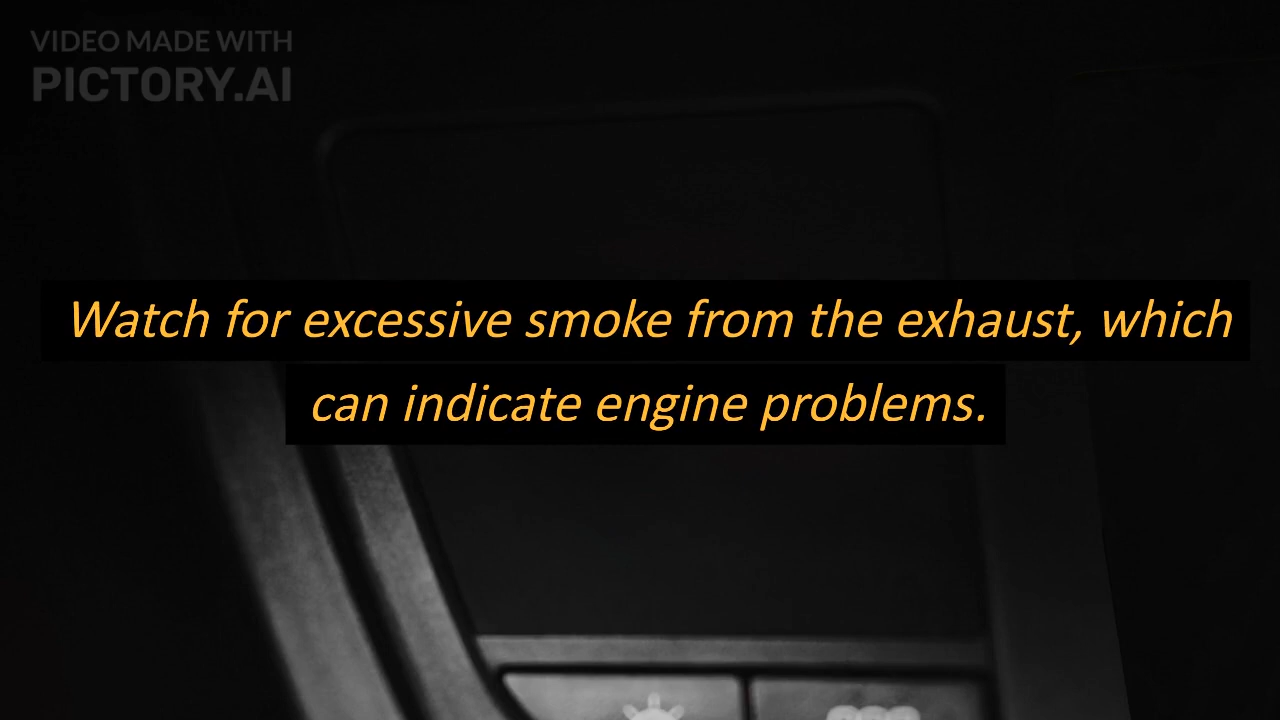 VIDEO MADE WITH
PICTORY.AI
Watch for excessive smoke from the exhaust, which
can indicate engine problems.